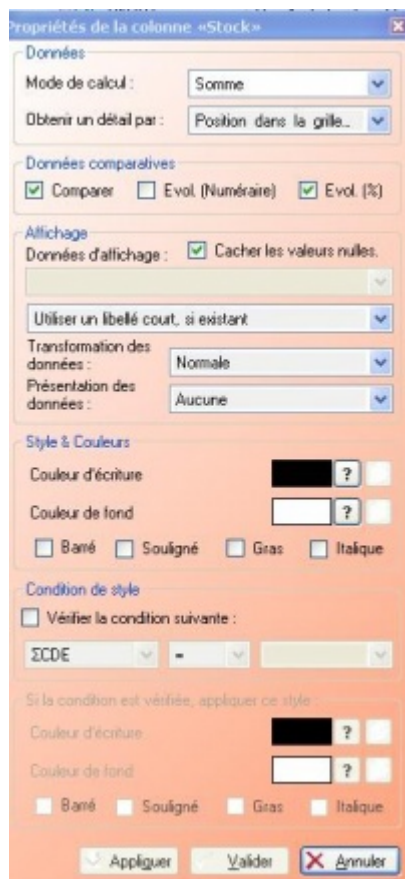 Propriétés de la colonne «Stock»
Données
Mode de calcul : Somme
Obtenir un détail par : Position dans la grille...
Données comparatives
Comparer Evol. (Numéraire) Evol. (%)
Affichage
Données d'affichage : Cacher les valeurs nulles.
Utiliser un libellé court, si existant
Transformation des données : Normale
Présentation des données : Aucune
Style & Couleurs
Couleur d'écriture ?
Couleur de fond ?
Barré Souligné Gras Italique
Condition de style
Vérifier la condition suivante :
ΣCDE =
Si la condition est vérifiée, appliquer ce style :
Couleur d'écriture ?
Couleur de fond ?
Barré Souligné Gras Italique
Appliquer Valider Annuler